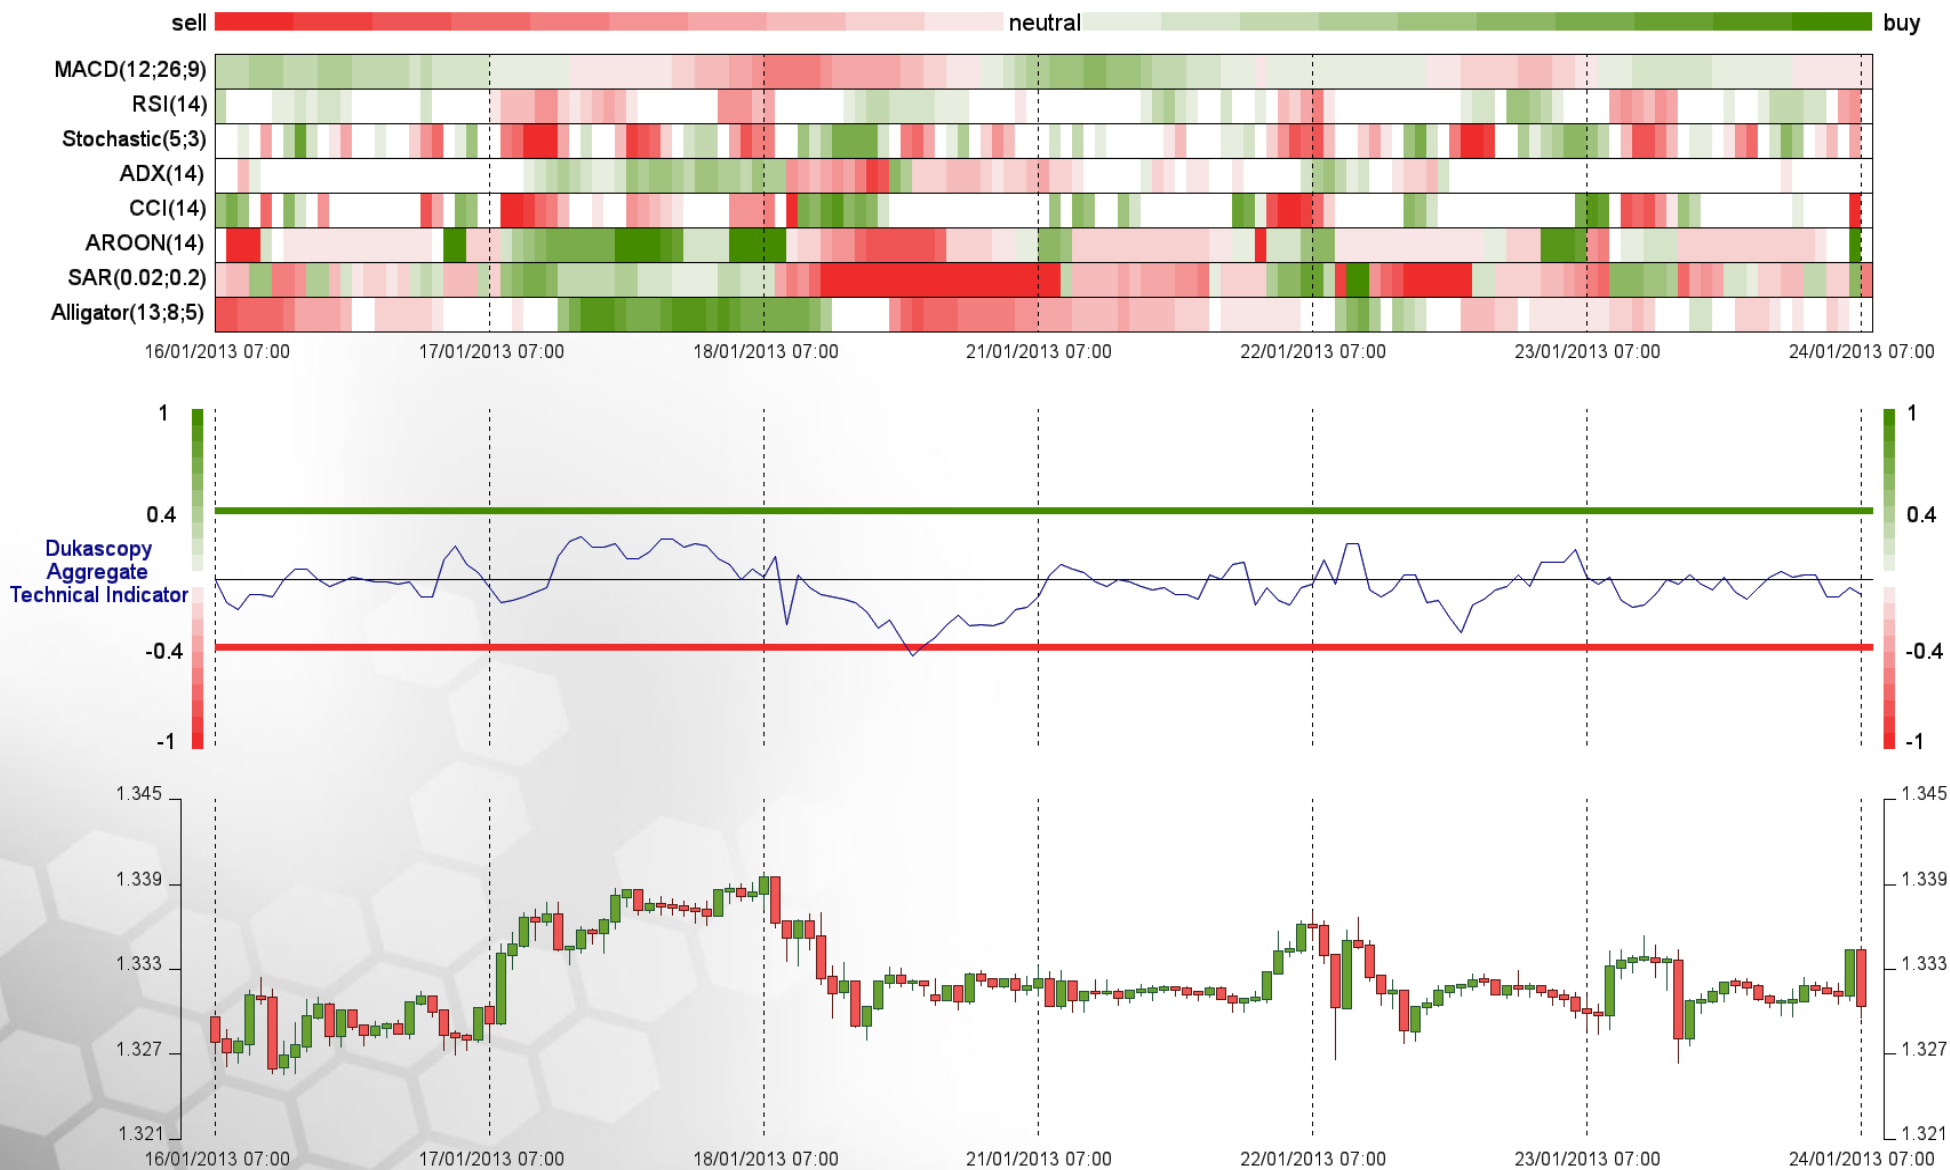 sell neutral buy
MACD(12;26;9)
RSI(14)
Stochastic(5;3)
ADX(14)
CCI(14)
AROON(14)
SAR(0.02;0.2)
Alligator(13;8;5)
16/01/2013 07:00 17/01/2013 07:00 18/01/2013 07:00 21/01/2013 07:00 22/01/2013 07:00 23/01/2013 07:00 24/01/2013 07:00
1 1
0.4 0.4
Dukascopy
Aggregate
Technical Indicator
-0.4 -0.4
-1 -1
1.345 1.345
1.339 1.339
1.333 1.333
1.327 1.327
1.321 1.321
16/01/2013 07:00 17/01/2013 07:00 18/01/2013 07:00 21/01/2013 07:00 22/01/2013 07:00 23/01/2013 07:00 24/01/2013 07:00